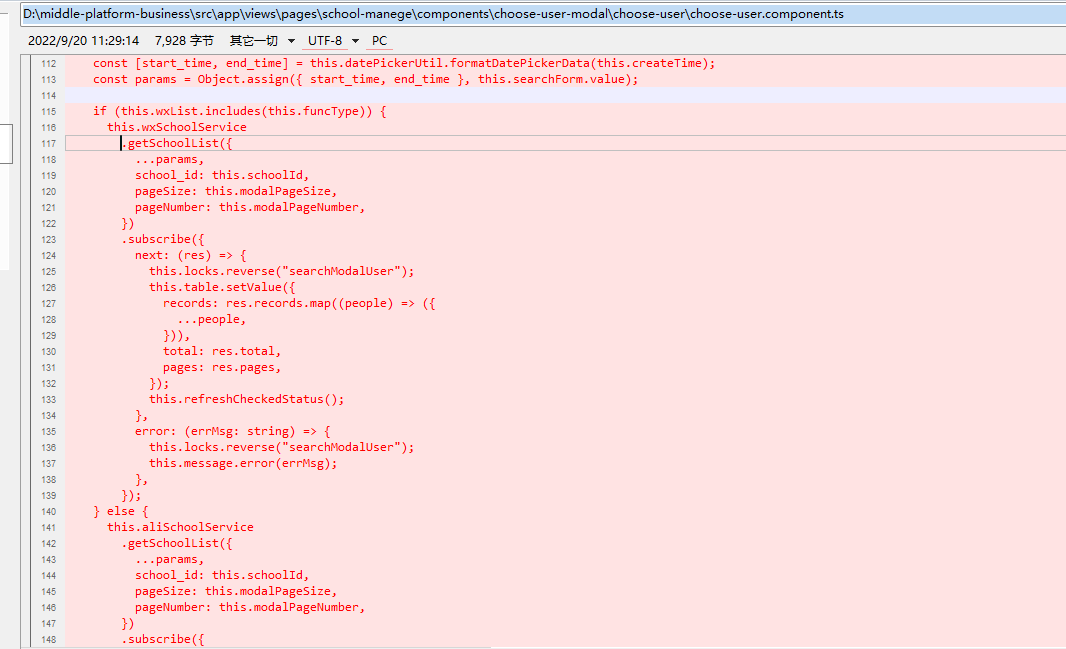 D:\middle-platform-business\src\app\views\pages\school-manege\components\choose-user-modal\choose-user\choose-user.component.ts
2022/9/20 11:29:14 7,928 字节 其它一切 UTF-8 PC
112 const [start_time, end_time] = this.datePickerUtil.formatDatePickerData(this.createTime);
113 const params = Object.assign({ start_time, end_time }, this.searchForm.value);
114
115 if (this.wxList.includes(this.funcType)) {
116 this.wxSchoolService
117 .getSchoolList({
118 ...params,
119 school_id: this.schoolId,
120 pageSize: this.modalPageSize,
121 pageNumber: this.modalPageNumber,
122 })
123 .subscribe({
124 next: (res) => {
125 this.locks.reverse("searchModalUser");
126 this.table.setValue({
127 records: res.records.map((people) => ({
128 ...people,
129 })),
130 total: res.total,
131 pages: res.pages,
132 });
133 this.refreshCheckedStatus();
134 },
135 error: (errMsg: string) => {
136 this.locks.reverse("searchModalUser");
137 this.message.error(errMsg);
138 },
139 });
140 } else {
141 this.aliSchoolService
142 .getSchoolList({
143 ...params,
144 school_id: this.schoolId,
145 pageSize: this.modalPageSize,
146 pageNumber: this.modalPageNumber,
147 })
148 .subscribe({